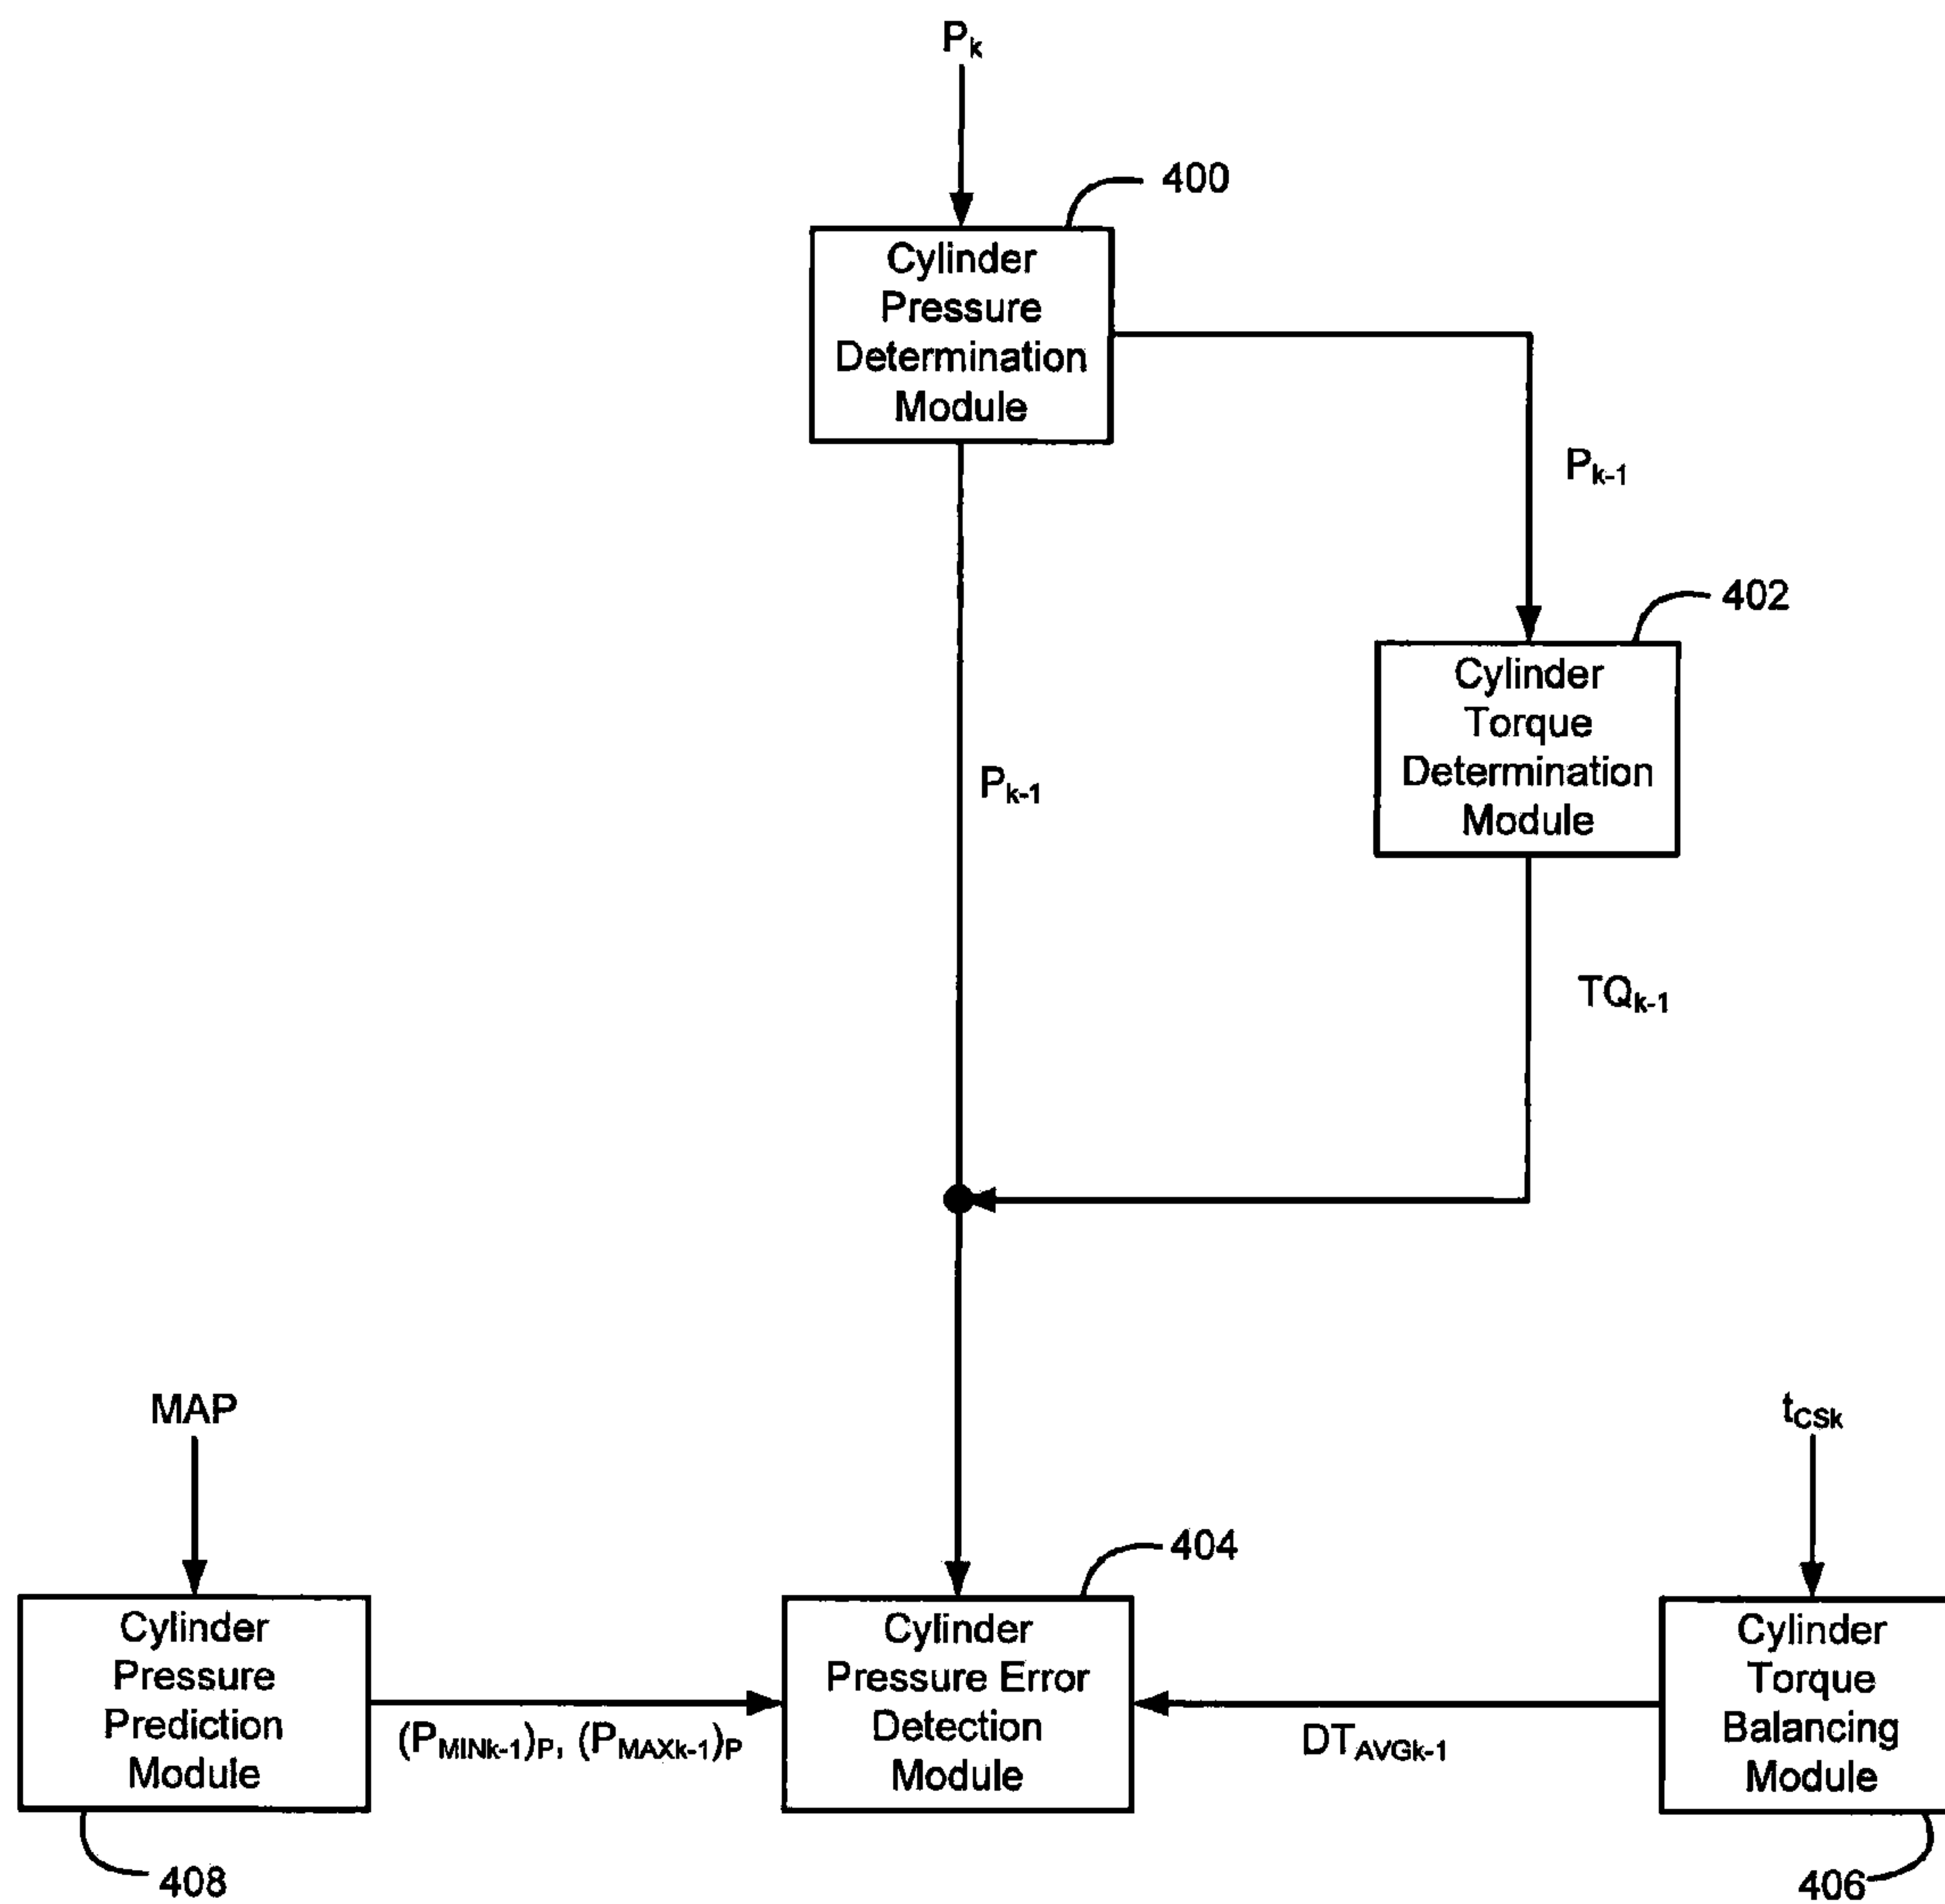 Pk
400
Cylinder
Pressure
Determination
Module
Pk-1
402
Cylinder
Torque
Determination
Module
Pk-1
TQk-1
MAP
tCSk
404
Cylinder
Pressure
Prediction
Module
(PMINk-1)P, (PMAXk-1)P
Cylinder
Pressure Error
Detection
Module
DTAVGk-1
Cylinder
Torque
Balancing
Module
408
406